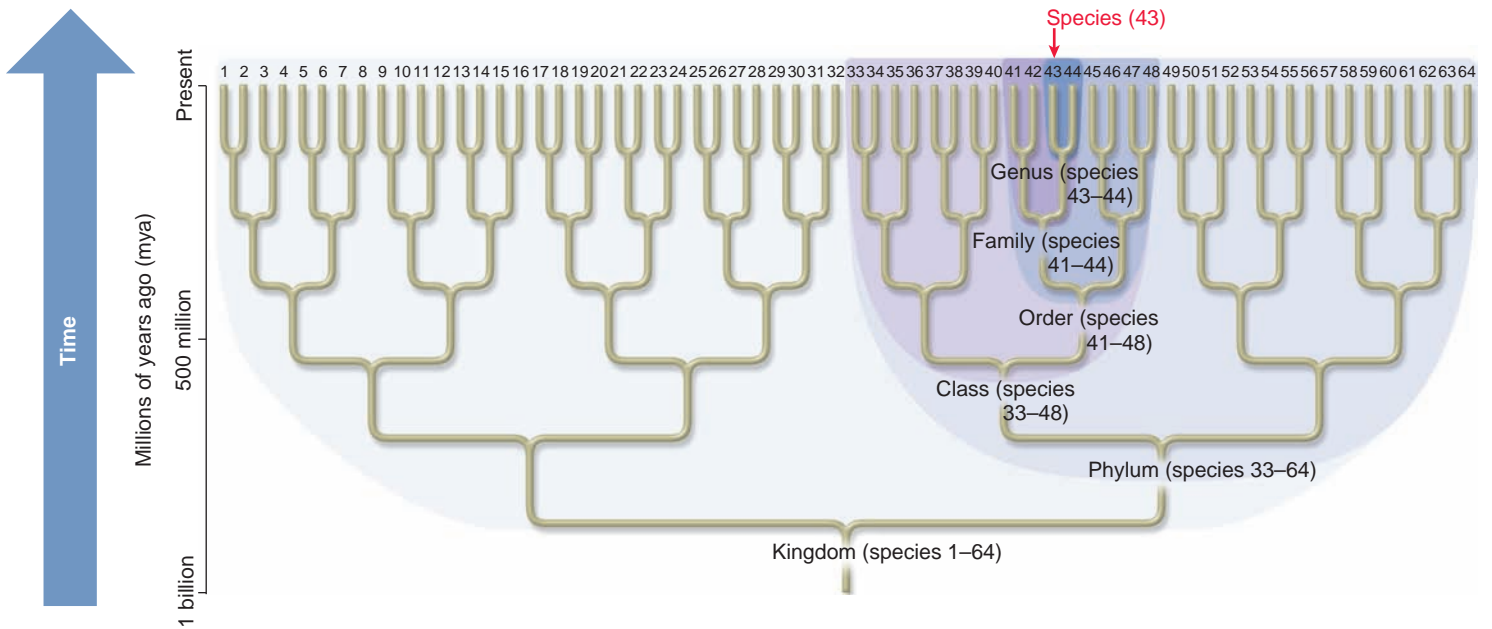 Species (43)
1 2 3 4 5 6 7 8 9 10 11 12 13 14 15 16 17 18 19 20 21 22 23 24 25 26 27 28 29 30 31 32 33 34 35 36 37 38 39 40 41 42 43 44 45 46 47 48 49 50 51 52 53 54 55 56 57 58 59 60 61 62 63 64
Present
500 million
1 billion
Millions of years ago (mya)
Time
Genus (species
43–44)
Family (species
41–44)
Order (species
41–48)
Class (species
33–48)
Phylum (species 33–64)
Kingdom (species 1–64)